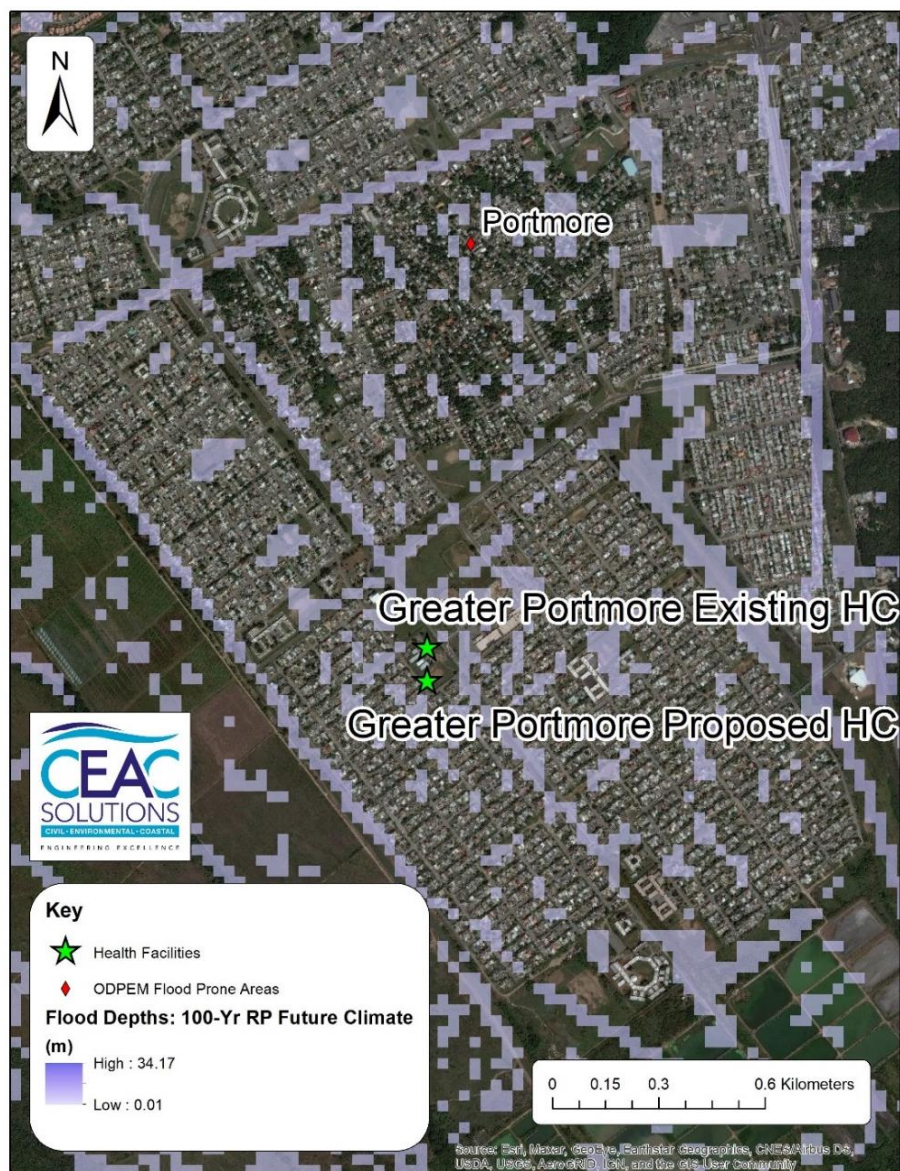 N
Portmore
Greater Portmore Existing HC
Greater Portmore Proposed HC
CEAC
SOLUTIONS
CIVIL·ENVIRONMENTAL·COASTAL
ENGINEERING EXCELLENCE
Key
Health Facilities
ODPEM Flood Prone Areas
Flood Depths: 100-Yr RP Future Climate
(m)
High : 34.17
Low : 0.01
0 0.15 0.3 0.6 Kilometers
Source: Esri, Maxar, GeoEye, Earthstar Geographics, CNES/Airbus DS,
USDA, USGS, AeroGRID, IGN, and the GIS User Community